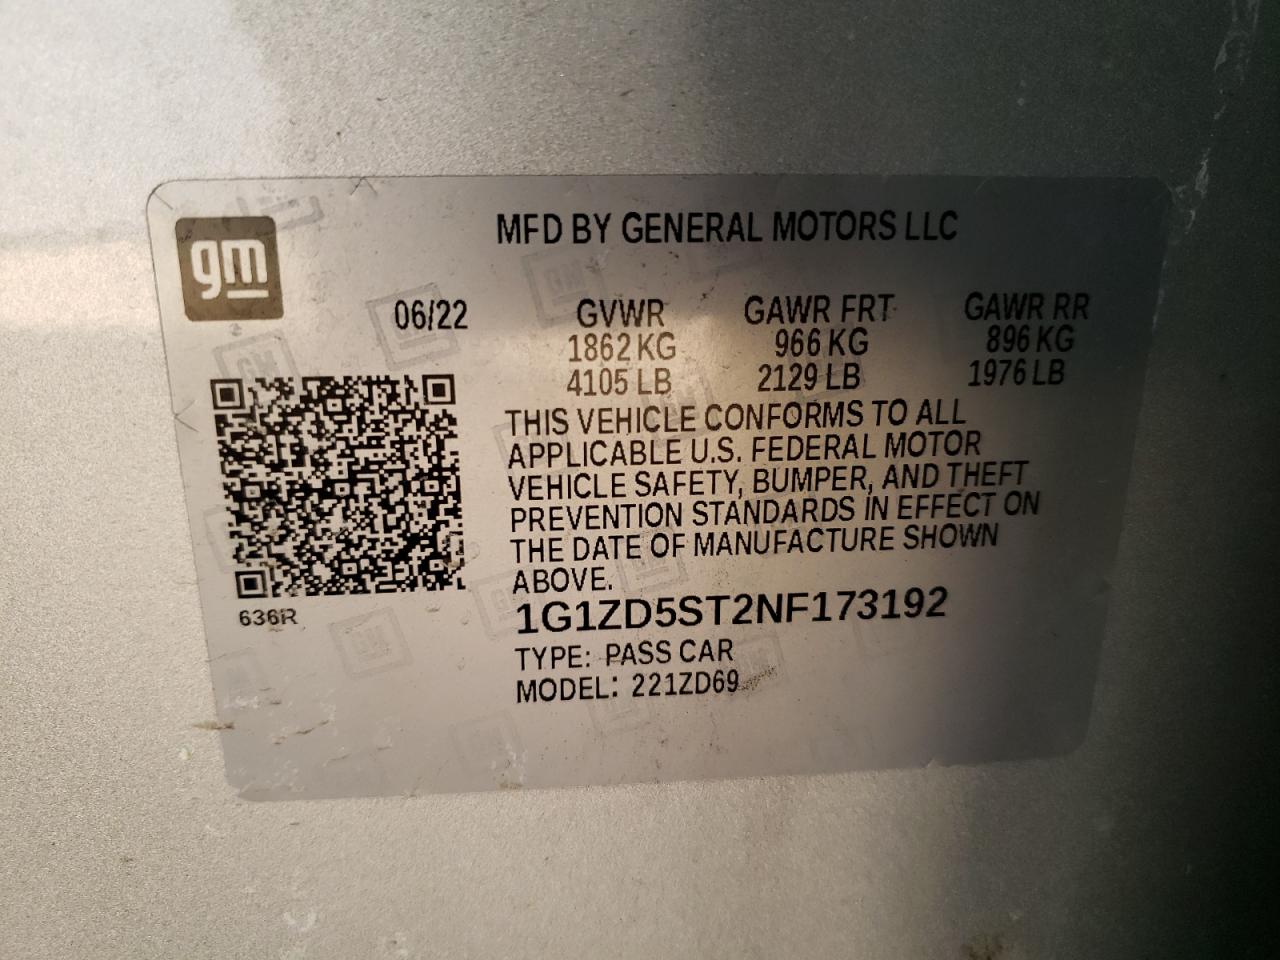 MFD BY GENERAL MOTORS LLC
gm
06/22 GVWR GAWR FRT GAWR RR
1862 KG 966 KG 896 KG
4105 LB 2129 LB 1976 LB
THIS VEHICLE CONFORMS TO ALL
APPLICABLE U.S. FEDERAL MOTOR
VEHICLE SAFETY, BUMPER, AND THEFT
PREVENTION STANDARDS IN EFFECT ON
THE DATE OF MANUFACTURE SHOWN
ABOVE.
636R
1G1ZD5ST2NF173192
TYPE: PASS CAR
MODEL: 221ZD69